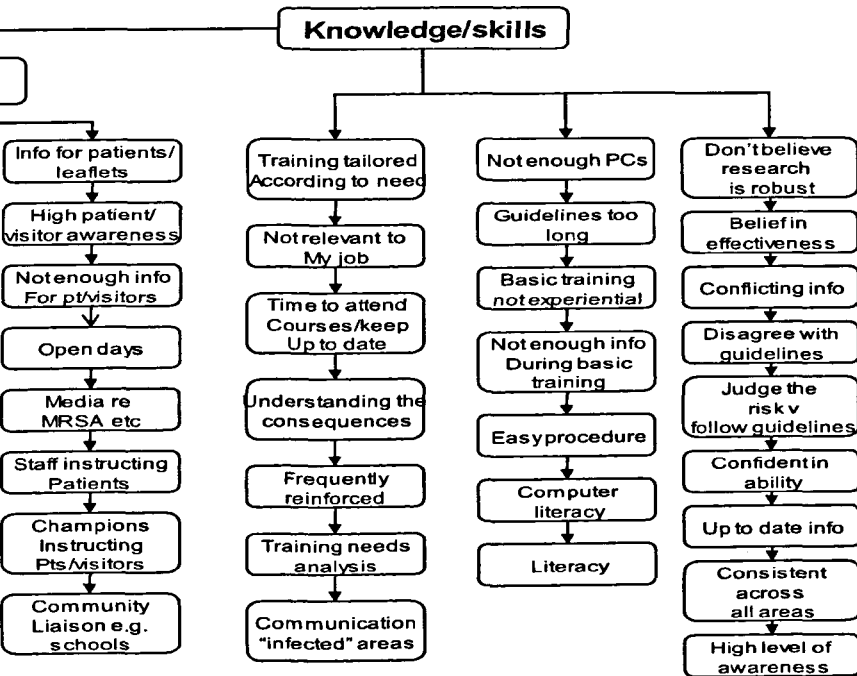 Knowledge/skills
Info for patients/
leaflets
High patient/
visitor awareness
Not enough info
For pt/visitors
Open days
Media re
MRSA etc
Staff instructing
Patients
Champions
Instructing
Pts/visitors
Community
Liaison e.g.
schools
Training tailored
According to need
Not relevant to
My job
Time to attend
Courses/keep
Up to date
Understanding the
consequences
Frequently
reinforced
Training needs
analysis
Communication
"infected" areas
Not enough PCs
Guidelines too
long
Basic training
not experiential
Not enough info
During basic
training
Easy procedure
Computer
literacy
Literacy
Don't believe
research
is robust
Belief in
effectiveness
Conflicting info
Disagree with
guidelines
Judge the
risk v
follow guidelines
Confident in
ability
Up to date info
Consistent
across
all areas
High level of
awareness